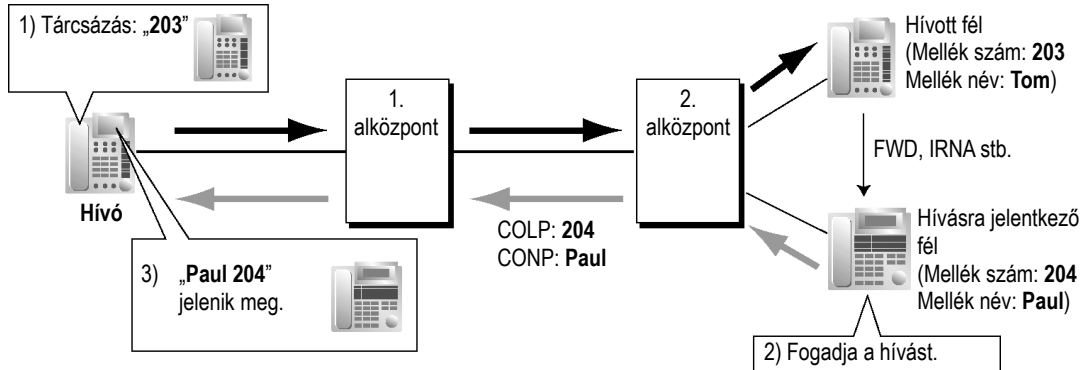 1) Tárcsázás: „203”
Hívó
1.
alközpont
2.
alközpont
Hívott fél
(Mellék szám: 203
Mellék név: Tom)
FWD, IRNA stb.
COLP: 204
CONP: Paul
Hívásra jelentkező
fél
(Mellék szám: 204
Mellék név: Paul)
3) „Paul 204”
jelenik meg.
2) Fogadja a hívást.